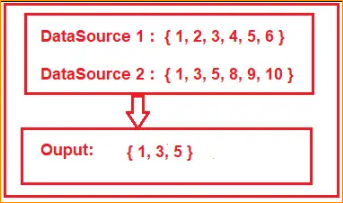 DataSource 1 : { 1, 2, 3, 4, 5, 6 }
DataSource 2 : { 1, 3, 5, 8, 9, 10 }
Ouput: { 1, 3, 5 }